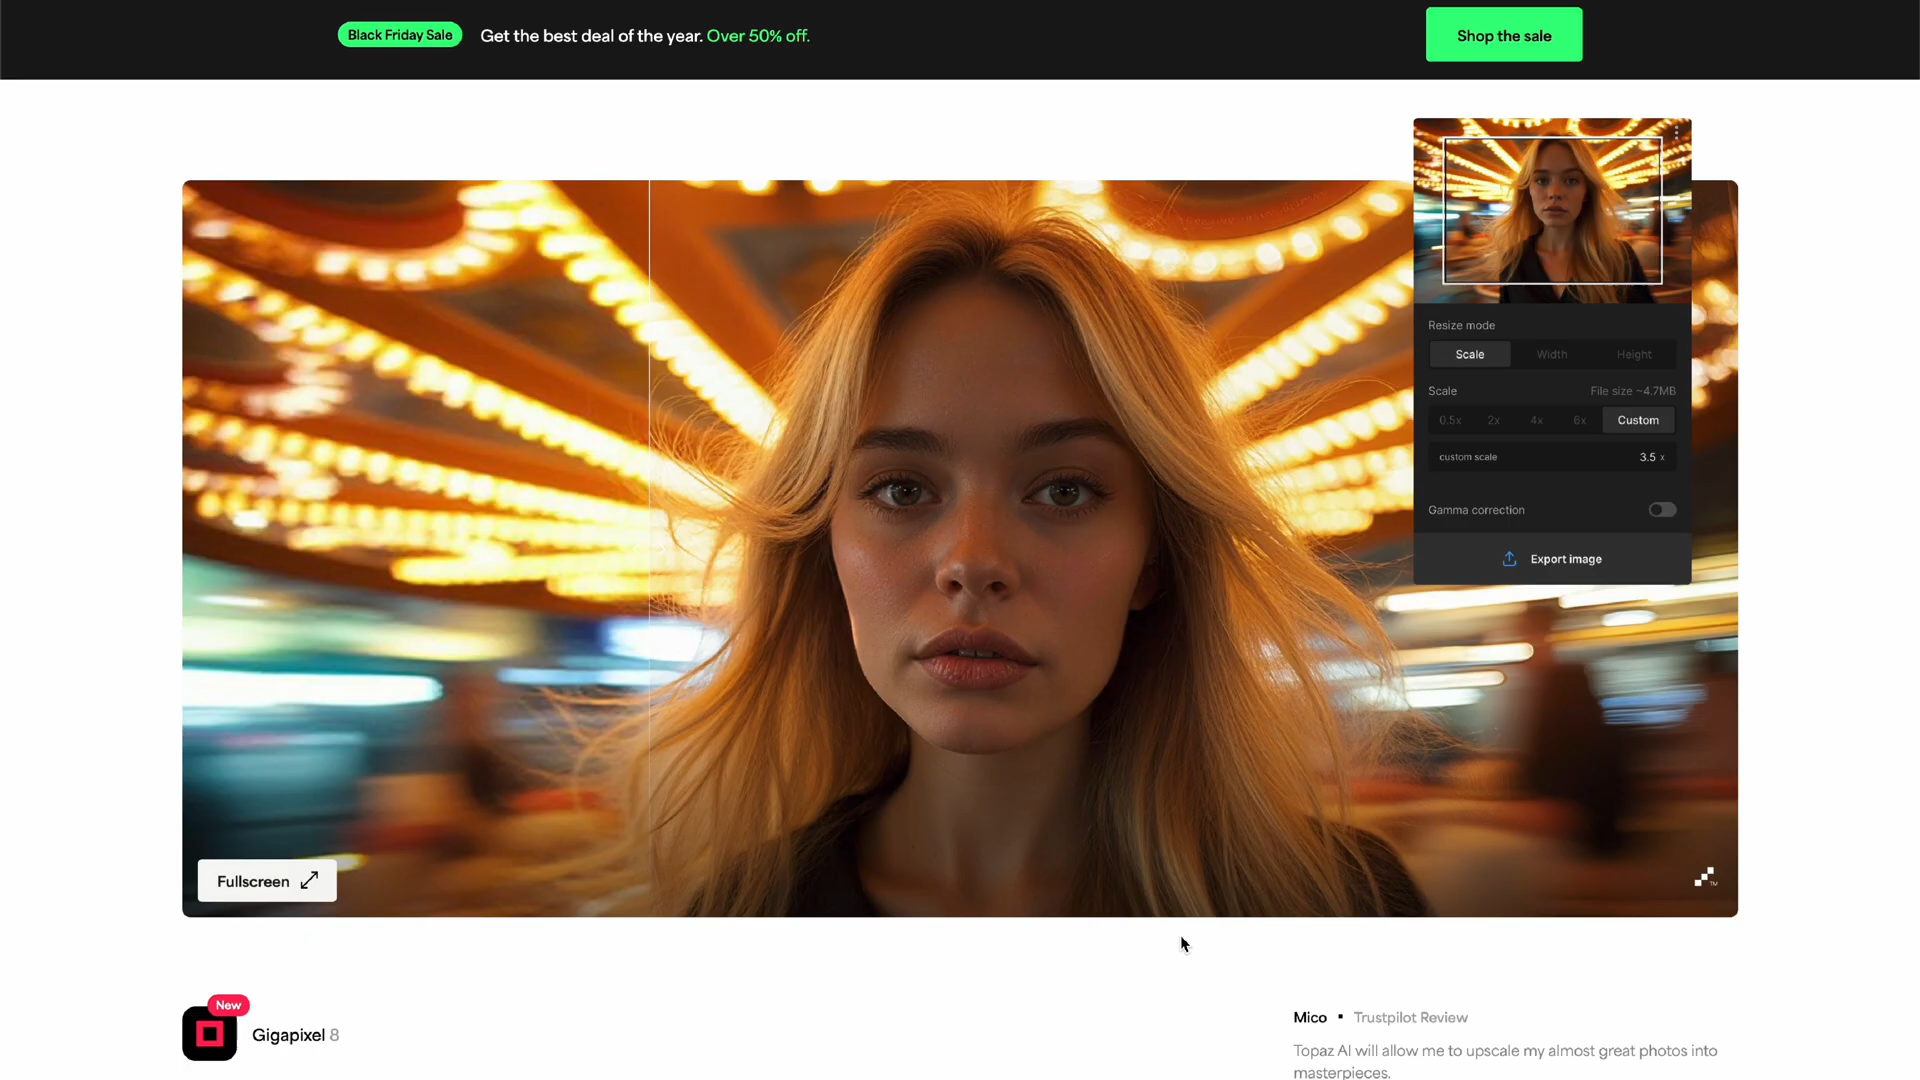 Black Friday Sale
Get the best deal of the year. Over 50% off.
Shop the sale
Resize mode
Scale Width Height
Scale File size ~4.7MB
0.5x 2x 4x 6x Custom
custom scale 3.5 x
Gamma correction
Export image
Fullscreen
TM
New
Gigapixel 8
Mico ▪ Trustpilot Review
Topaz AI will allow me to upscale my almost great photos into
masterpieces.